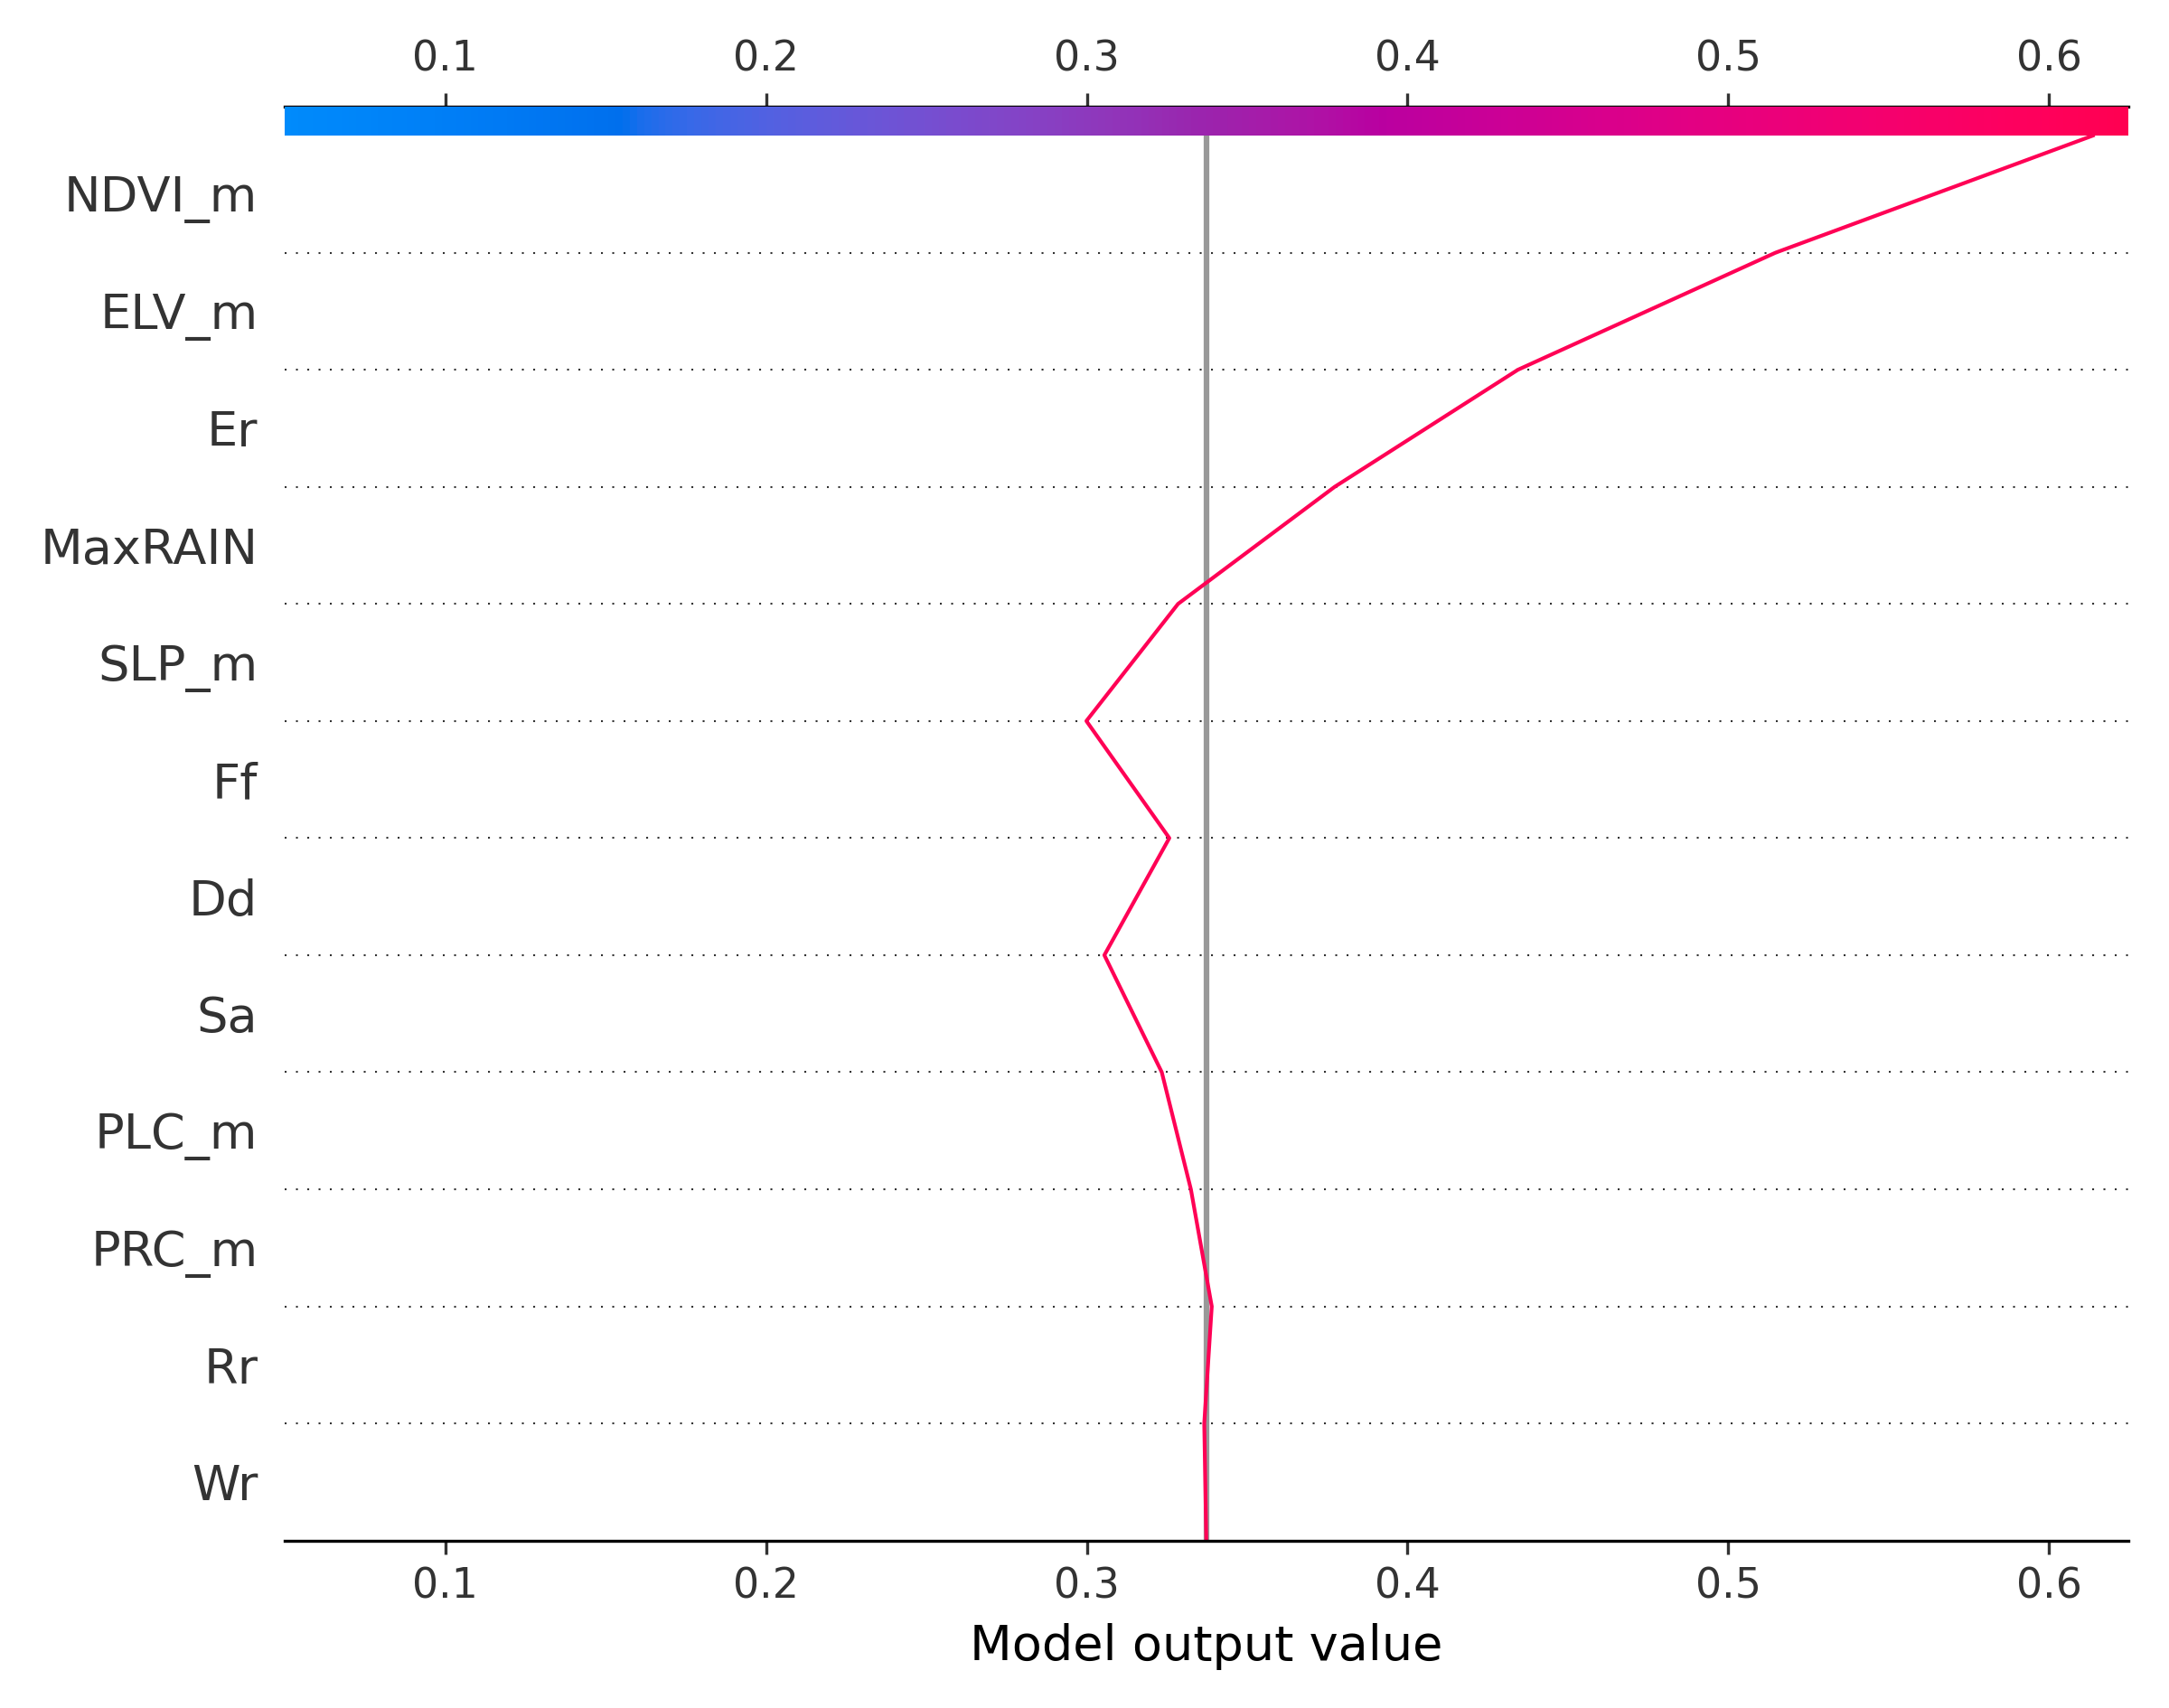 0.1 0.2 0.3 0.4 0.5 0.6
NDVI_m
ELV_m
Er
MaxRAIN
SLP_m
Ff
Dd
Sa
PLC_m
PRC_m
Rr
Wr
0.1 0.2 0.3 0.4 0.5 0.6
Model output value